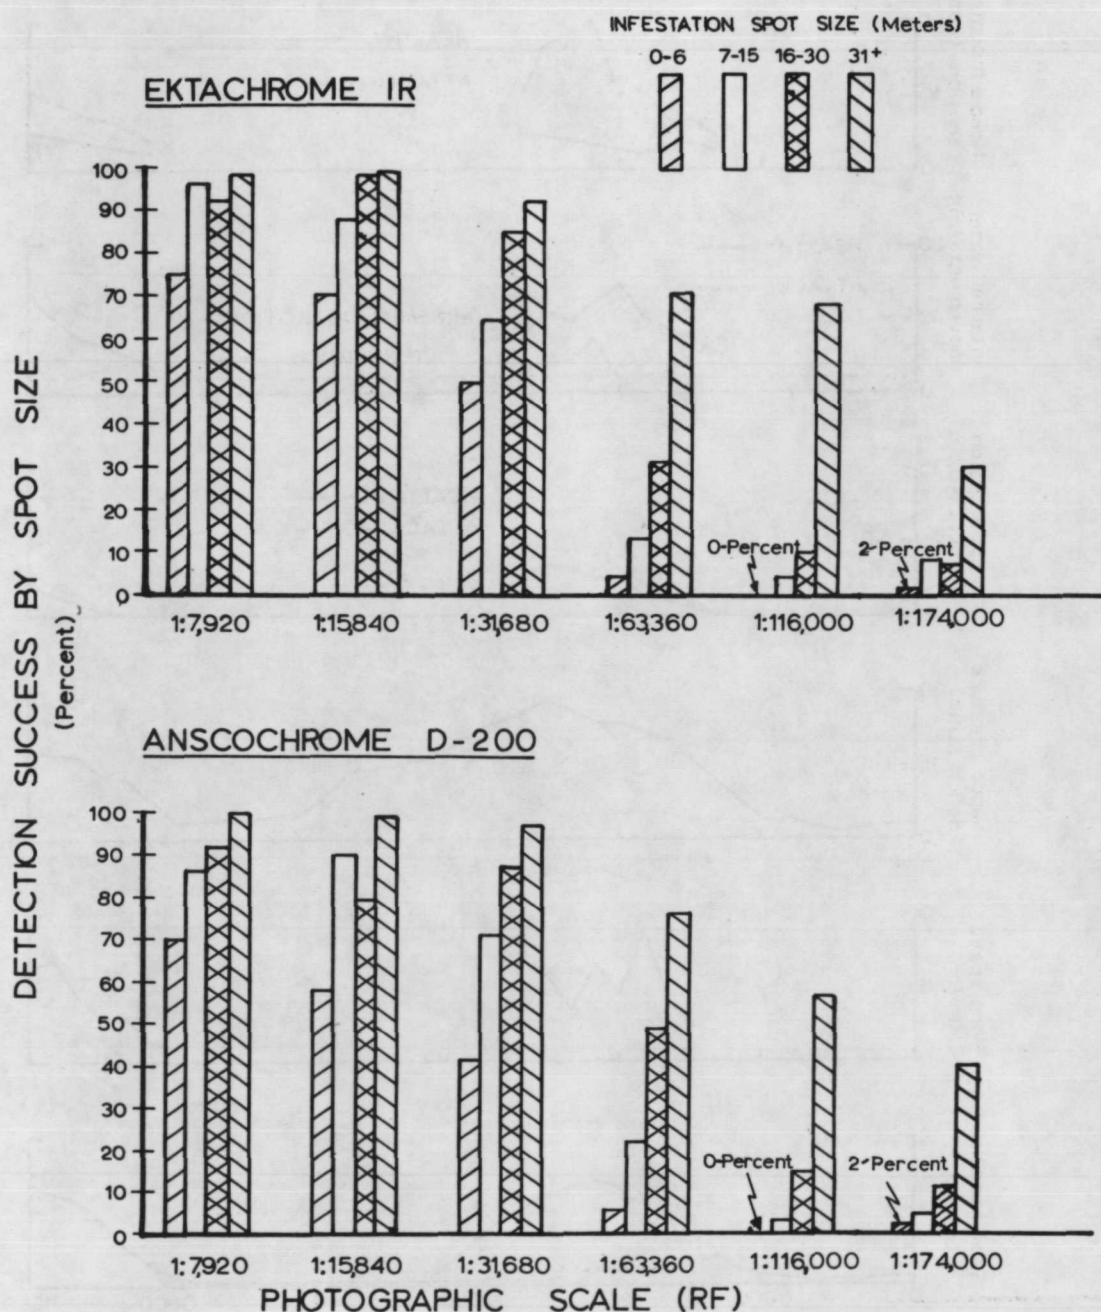 INFESTATION SPOT SIZE (Meters)
0-6 7-15 16-30 31+
EKTACHROME IR
100
90
80
70
60
50
40
30
20
10
0
0-Percent
2-Percent
1:7,920 1:15,840 1:31,680 1:63,360 1:116,000 1:174,000
DETECTION SUCCESS BY SPOT SIZE
(Percent)
ANSCOCHROME D-200
100
90
80
70
60
50
40
30
20
10
0
0-Percent
2-Percent
1:7,920 1:15,840 1:31,680 1:63,360 1:116,000 1:174,000
PHOTOGRAPHIC SCALE (RF)